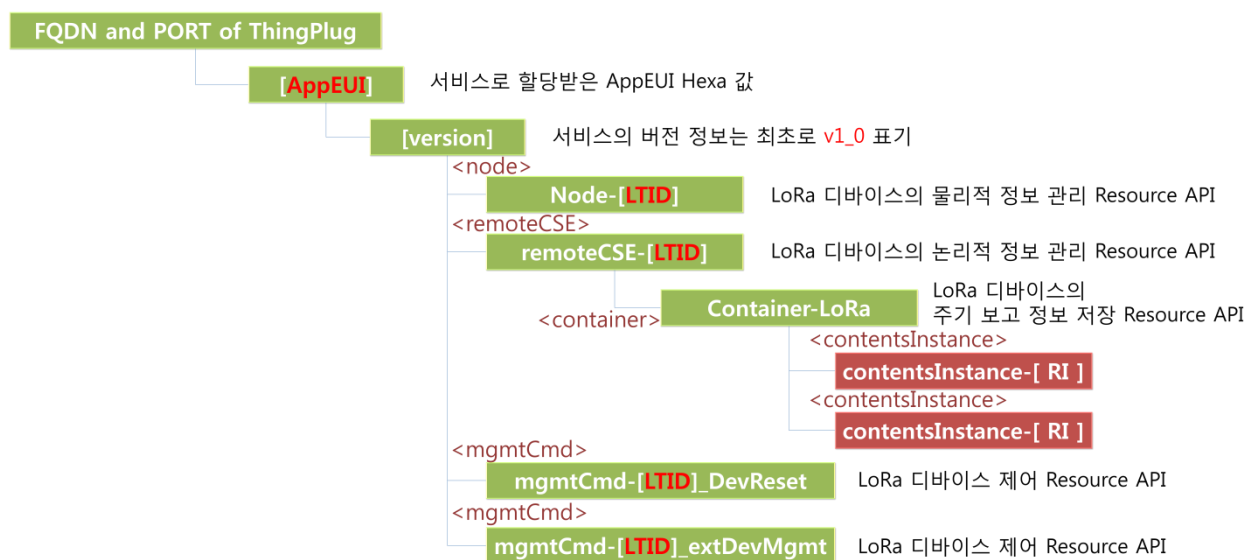 FQDN and PORT of ThingPlug
[AppEUI] 서비스로 할당받은 AppEUI Hexa 값
[version] 서비스의 버전 정보는 최초로 v1_0 표기
<node>
Node-[LTID] LoRa 디바이스의 물리적 정보 관리 Resource API
<remoteCSE>
remoteCSE-[LTID] LoRa 디바이스의 논리적 정보 관리 Resource API
LoRa 디바이스의
Container-LoRa
주기 보고 정보 저장 Resource API
<container>
<contentsInstance>
contentsInstance-[ RI ]
<contentsInstance>
contentsInstance-[ RI ]
<mgmtCmd>
mgmtCmd-[LTID]_DevReset LoRa 디바이스 제어 Resource API
<mgmtCmd>
mgmtCmd-[LTID]_extDevMgmt LoRa 디바이스 제어 Resource API